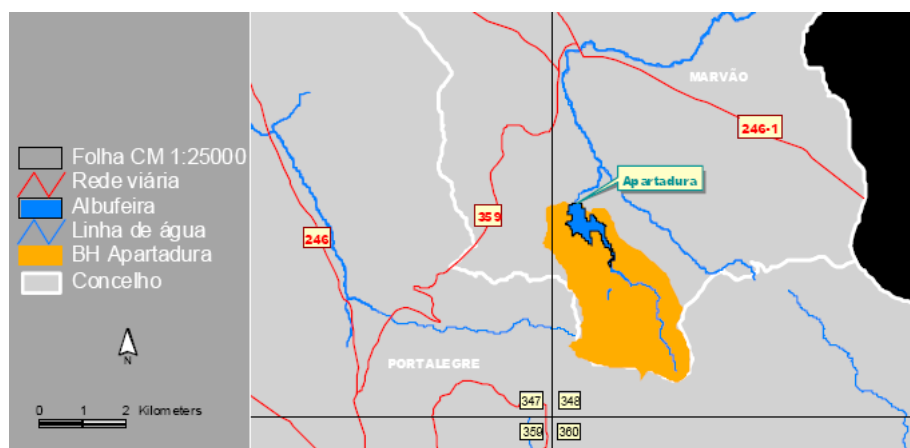 Folha CM 1:25000
Rede viária
Albufeira
Linha de água
BH Apartadura
Concelho
N
0 1 2 Kilometers
MARVÃO
246-1
Apartadura
359
246
PORTALEGRE
347 348
359 360